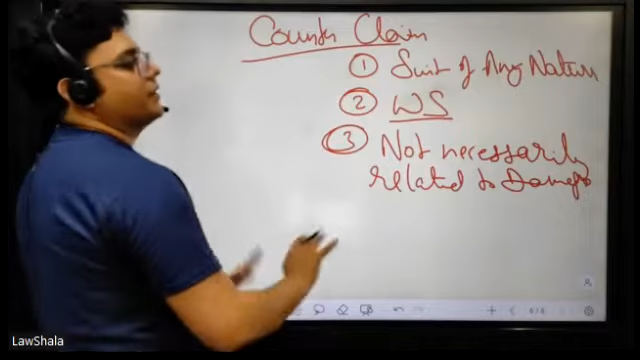 Counter Claim
① Suit of Any Nature
② WS
③ Not necessarily
related to Damages
LawShala